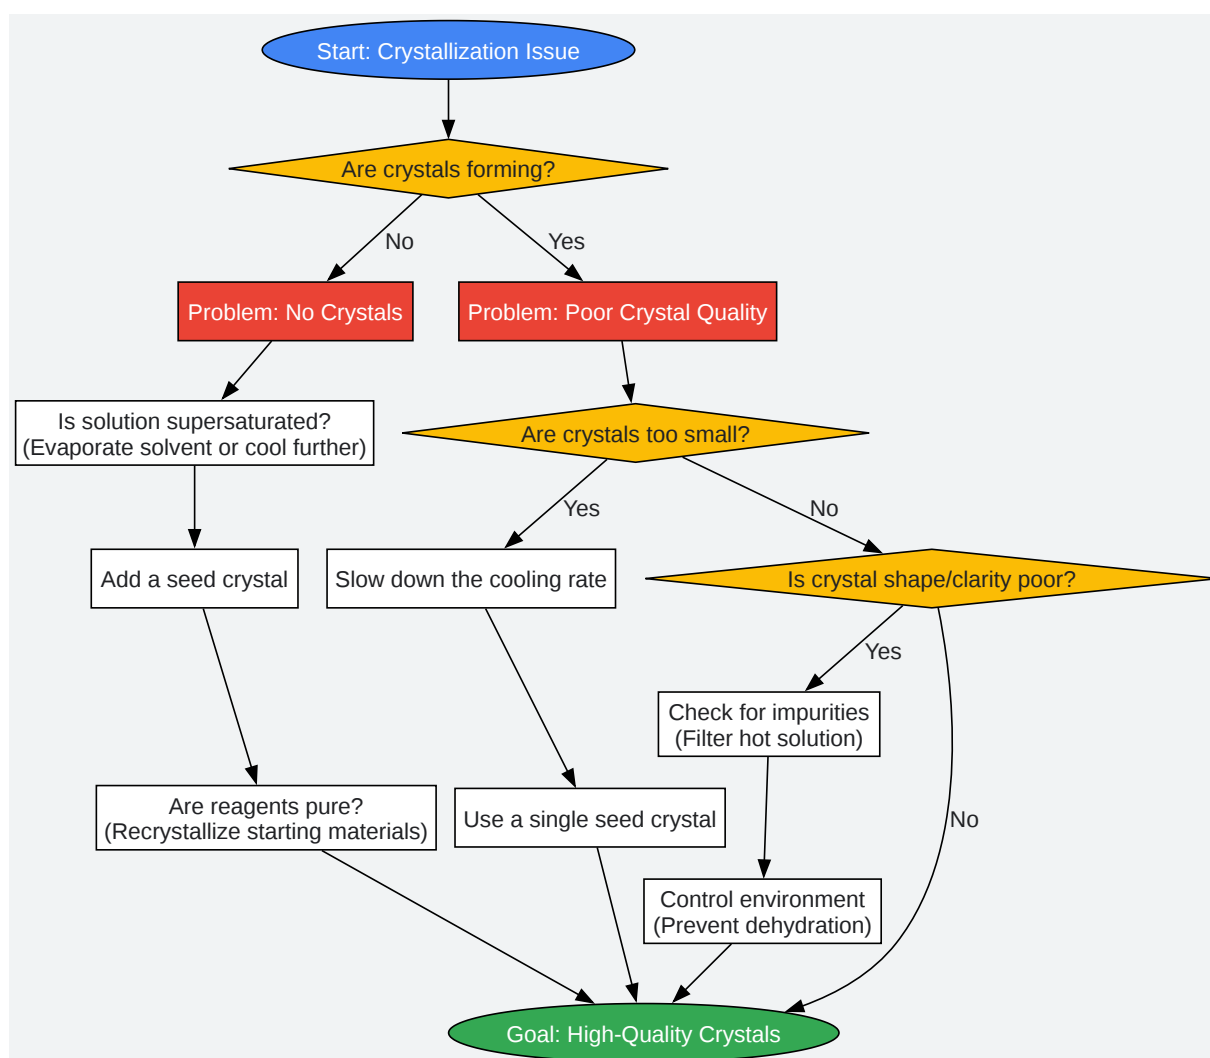 Start: Crystallization Issue
Are crystals forming?
No
Yes
Problem: No Crystals
Problem: Poor Crystal Quality
Is solution supersaturated?
(Evaporate solvent or cool further)
Are crystals too small?
Yes
No
Add a seed crystal
Slow down the cooling rate
Is crystal shape/clarity poor?
Yes
Check for impurities
(Filter hot solution)
Are reagents pure?
(Recrystallize starting materials)
Use a single seed crystal
No
Control environment
(Prevent dehydration)
Goal: High-Quality Crystals